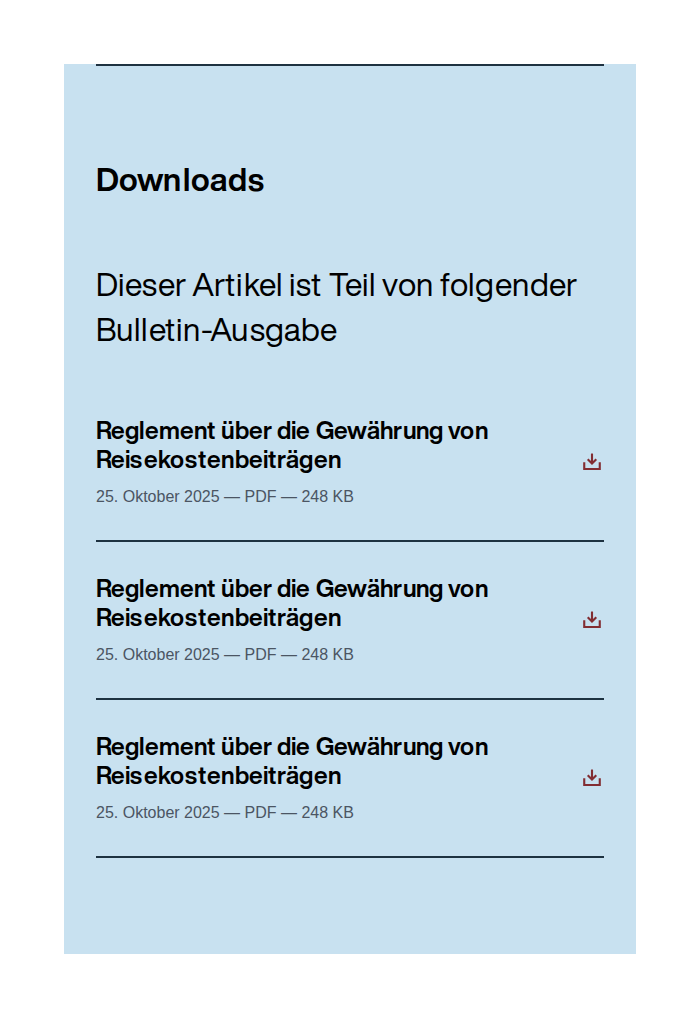 Downloads
Dieser Artikel ist Teil von folgender
Bulletin-Ausgabe
Reglement über die Gewährung von
Reisekostenbeiträgen
25. Oktober 2025 — PDF — 248 KB
Reglement über die Gewährung von
Reisekostenbeiträgen
25. Oktober 2025 — PDF — 248 KB
Reglement über die Gewährung von
Reisekostenbeiträgen
25. Oktober 2025 — PDF — 248 KB